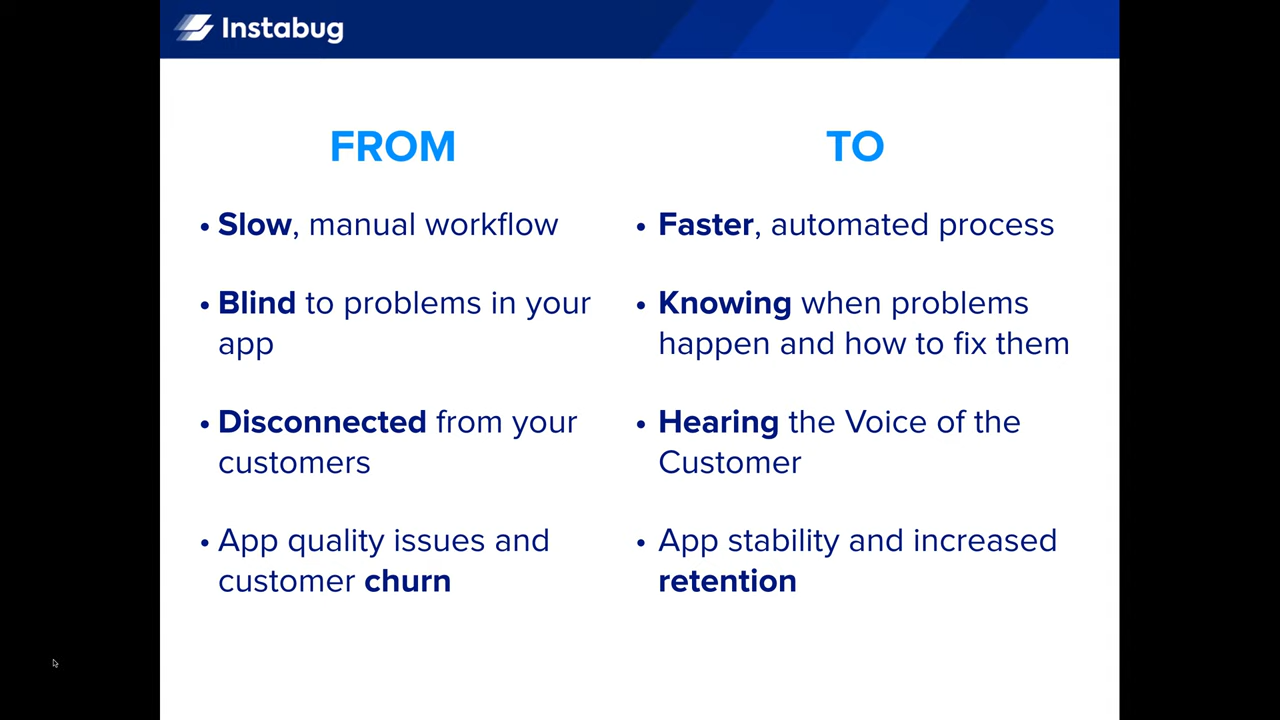 Instabug
FROM
• Slow, manual workflow
• Blind to problems in your
app
• Disconnected from your
customers
• App quality issues and
customer churn
TO
• Faster, automated process
• Knowing when problems
happen and how to fix them
• Hearing the Voice of the
Customer
• App stability and increased
retention